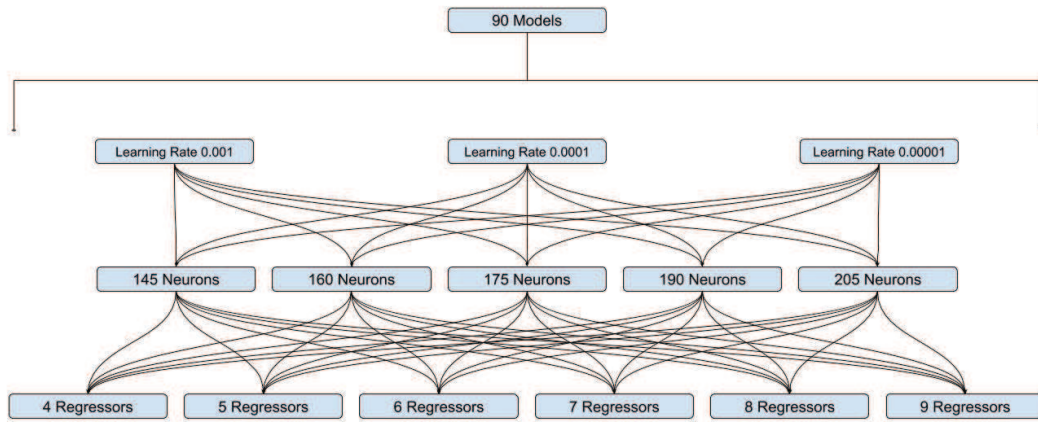 90 Models
Learning Rate 0.001
Learning Rate 0.0001
Learning Rate 0.00001
145 Neurons
160 Neurons
175 Neurons
190 Neurons
205 Neurons
4 Regressors
5 Regressors
6 Regressors
7 Regressors
8 Regressors
9 Regressors